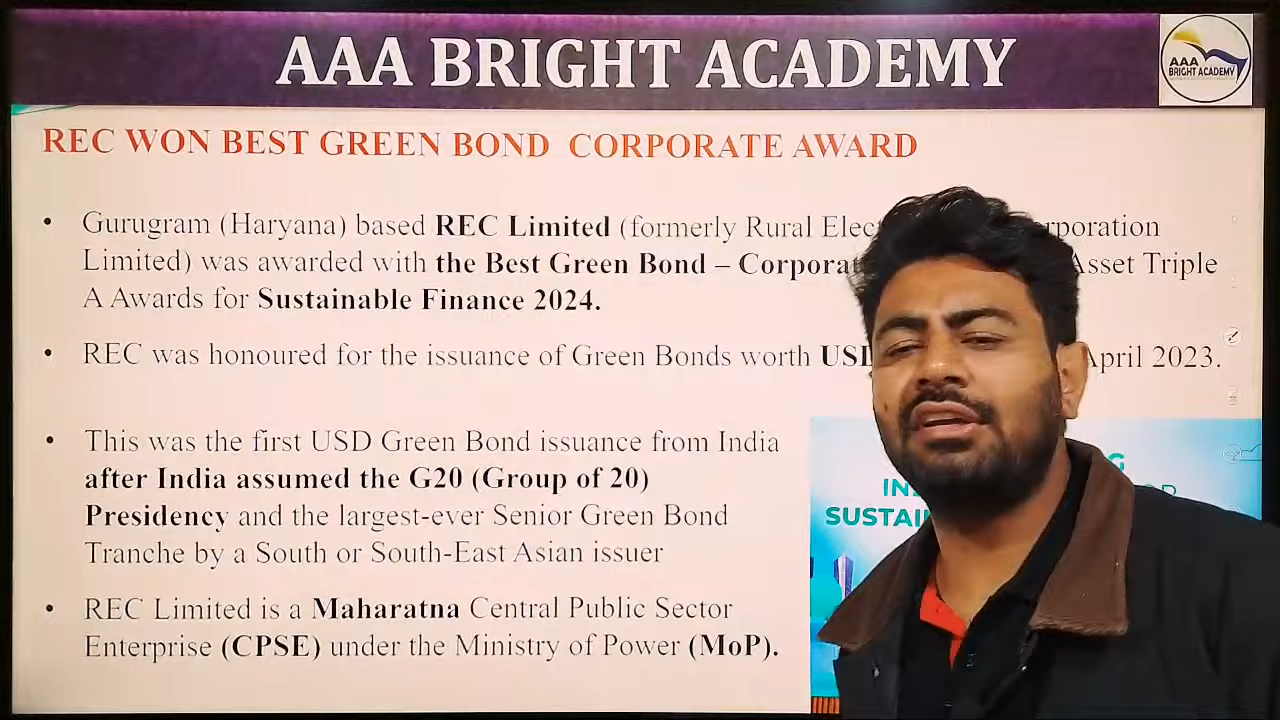 AAA BRIGHT ACADEMY
AAA
BRIGHT ACADEMY
REC WON BEST GREEN BOND CORPORATE AWARD
• Gurugram (Haryana) based REC Limited (formerly Rural Elec rporation
Limited) was awarded with the Best Green Bond – Corporat Asset Triple
A Awards for Sustainable Finance 2024.
• REC was honoured for the issuance of Green Bonds worth USD April 2023.
• This was the first USD Green Bond issuance from India
after India assumed the G20 (Group of 20)
Presidency and the largest-ever Senior Green Bond
Tranche by a South or South-East Asian issuer
• REC Limited is a Maharatna Central Public Sector
Enterprise (CPSE) under the Ministry of Power (MoP).
G
IN
SUSTAI